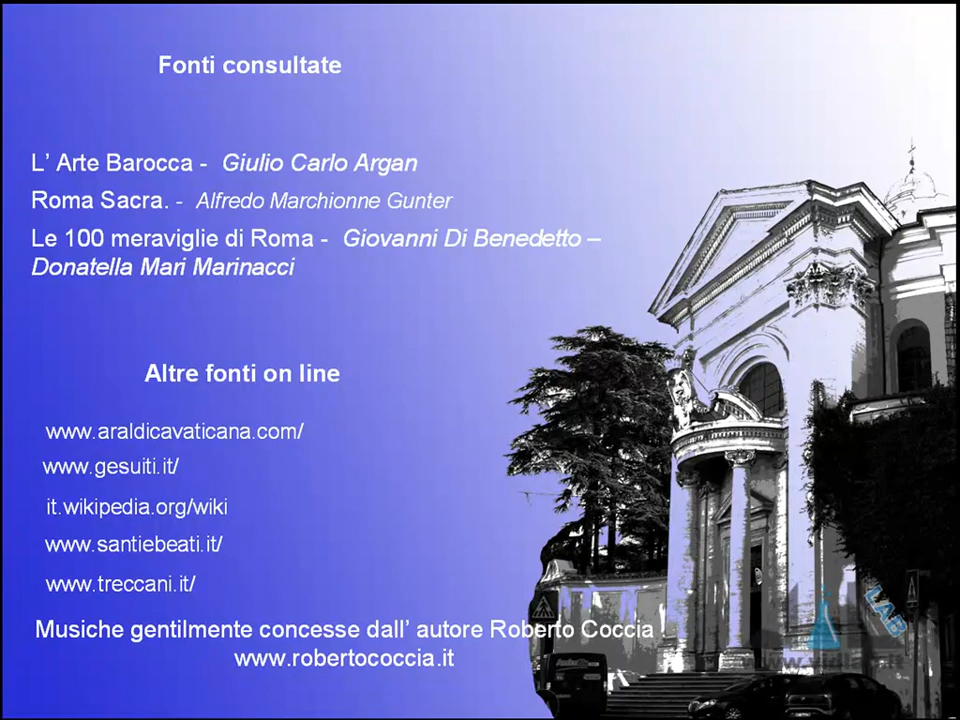 Fonti consultate
L' Arte Barocca - Giulio Carlo Argan
Roma Sacra. - Alfredo Marchionne Gunter
Le 100 meraviglie di Roma - Giovanni Di Benedetto –
Donatella Mari Marinacci
Altre fonti on line
www.araldicavaticana.com/
www.gesuiti.it/
it.wikipedia.org/wiki
www.santiebeati.it/
www.treccani.it/
Musiche gentilmente concesse dall' autore Roberto Coccia
www.robertococcia.it
LAB